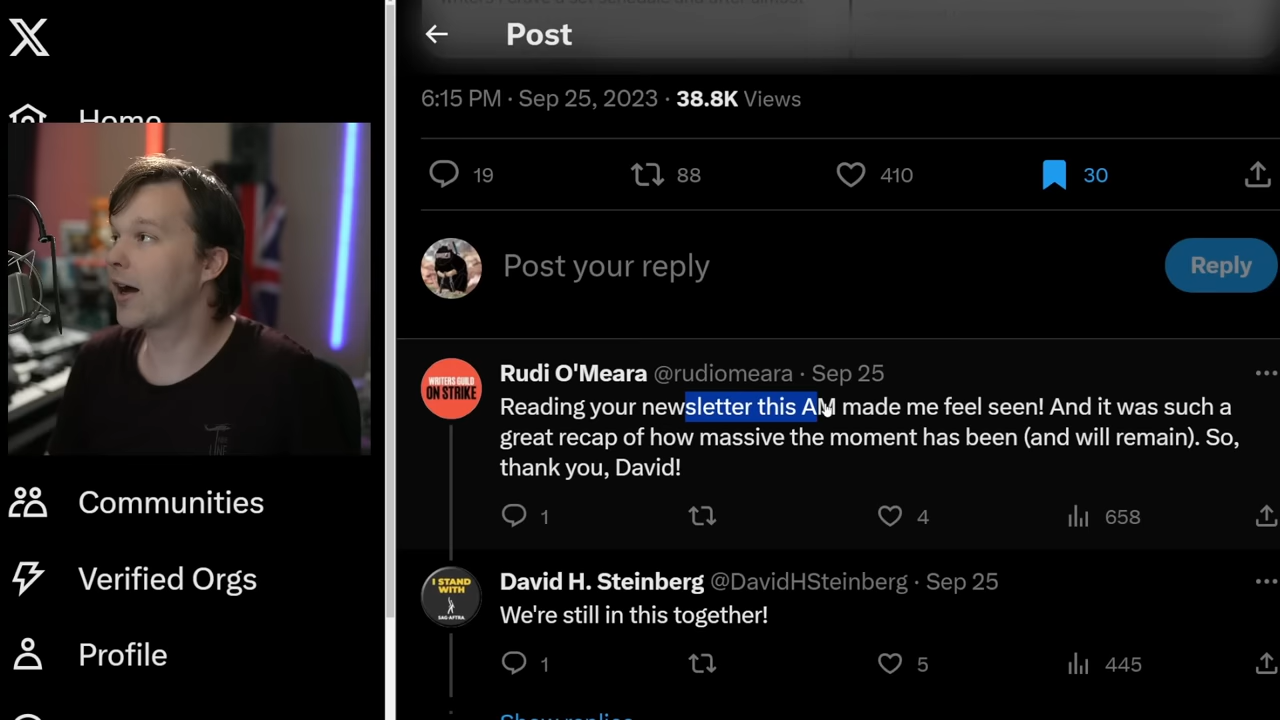 Post
Home
6:15 PM · Sep 25, 2023 · 38.8K Views
19 88 410 30
Post your reply
Reply
WRITERS GUILD
ON STRIKE
Rudi O'Meara @rudiomeara · Sep 25
Reading your newsletter this AM made me feel seen! And it was such a
great recap of how massive the moment has been (and will remain). So,
thank you, David!
1 4 658
Communities
Verified Orgs
Profile
I STAND
WITH
SAG-AFTRA
David H. Steinberg @DavidHSteinberg · Sep 25
We're still in this together!
1 5 445
Show replies